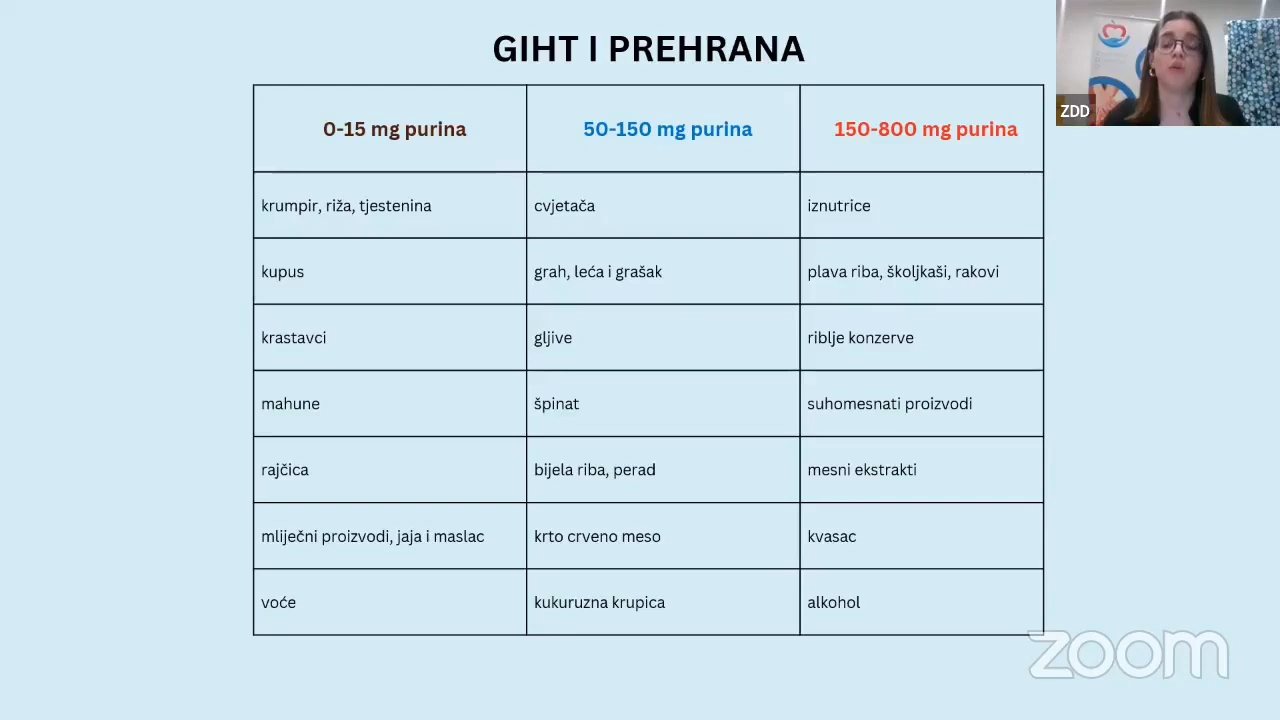 GIHT I PREHRANA
ZDD
0-15 mg purina
50-150 mg purina
150-800 mg purina
krumpir, riža, tjestenina
cvjetača
iznutrice
kupus
grah, leća i grašak
plava riba, školjkaši, rakovi
krastavci
gljive
riblje konzerve
mahune
špinat
suhomesnati proizvodi
rajčica
bijela riba, perad
mesni ekstrakti
mliječni proizvodi, jaja i maslac
krto crveno meso
kvasac
voće
kukuruzna krupica
alkohol
zoom